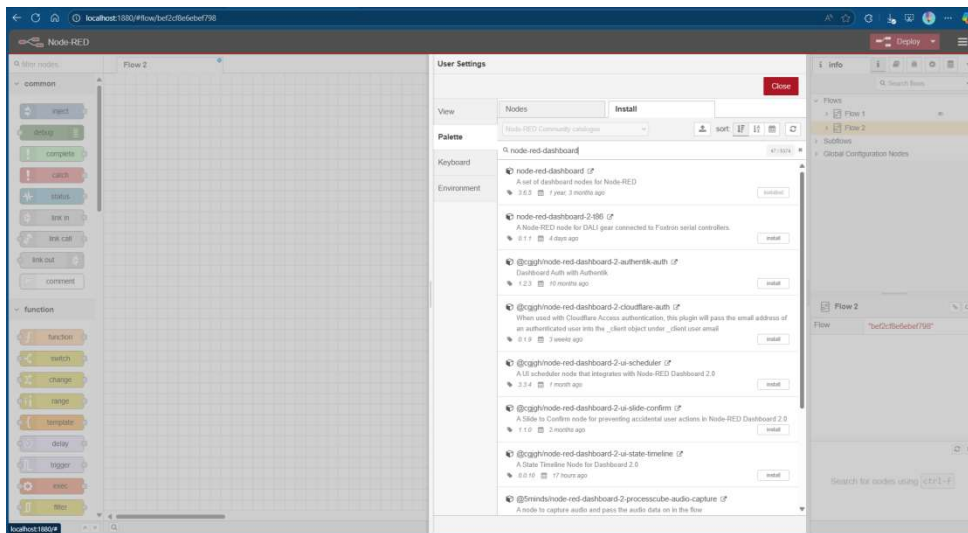 localhost:1880/#flow/bef2cf8e6ebef798
Node-RED
Deploy
filter nodes
Flow 2
User Settings
info
Close
Search flows
common
View
Nodes
Install
Flows
Flow 1
inject
Node-RED Community catalogue
sort:
Flow 2
debug
Palette
Subflows
node-red-dashboard
Global Configuration Nodes
complete
Keyboard
node-red-dashboard
catch
A set of dashboard nodes for Node-RED
Environment
3.6.5 1 year, 3 months ago
installed
status
link in
node-red-dashboard-2-t86
A Node-RED node for DALI gear connected to Foxtron serial controllers.
link call
0.1.1 4 days ago
install
link out
@cgjgh/node-red-dashboard-2-authentik-auth
Dashboard Auth with Authentik
comment
1.2.3 10 months ago
install
function
@cgjgh/node-red-dashboard-2-cloudflare-auth
Flow 2
When used with Cloudflare Access authentication, this plugin will pass the email address of
an authenticated user into the _client object under _client.user.email
Flow
"bef2cf8e6ebef798"
function
0.1.9 3 weeks ago
install
switch
@cgjgh/node-red-dashboard-2-ui-scheduler
change
A UI scheduler node that integrates with Node-RED Dashboard 2.0
3.3.4 1 month ago
install
range
@cgjgh/node-red-dashboard-2-ui-slide-confirm
template
A Slide to Confirm node for preventing accidental user actions in Node-RED Dashboard 2.0
1.1.0 2 months ago
install
delay
@cgjgh/node-red-dashboard-2-ui-state-timeline
trigger
A State Timeline Node for Dashboard 2.0
0.0.10 17 hours ago
install
exec
Search for nodes using ctrl-f
@5minds/node-red-dashboard-2-processcube-audio-capture
filter
A node to capture audio and pass the audio data on in the flow
localhost:1880/#